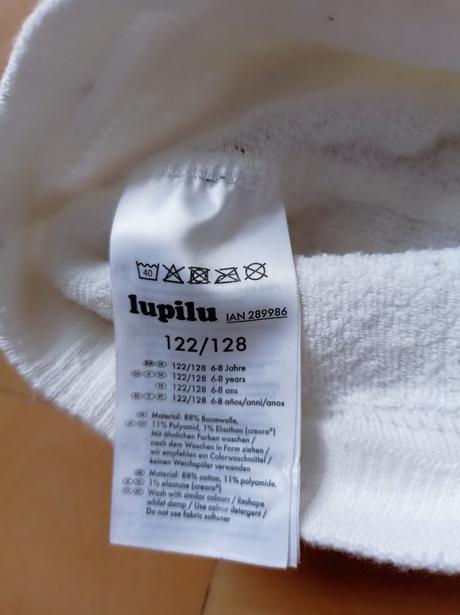 40
lupilu IAN 289986
122/128
122/128 6-8 Jahre
122/128 6-8 years
122/128 6-8 ans
122/128 6-8 años/anni/anos
Material: 88% Baumwolle,
11% Polyamid, 1% Elasthan (creora®)
Mit ähnlichen Farben waschen /
nach dem Waschen in Form ziehen /
wir empfehlen ein Colorwaschmittel /
keinen Weichspüler verwenden
Material: 88% cotton, 11% polyamide,
1% elastane (creora®)
Wash with similar colours / Reshape
whilst damp / Use colour detergent /
Do not use fabric softener